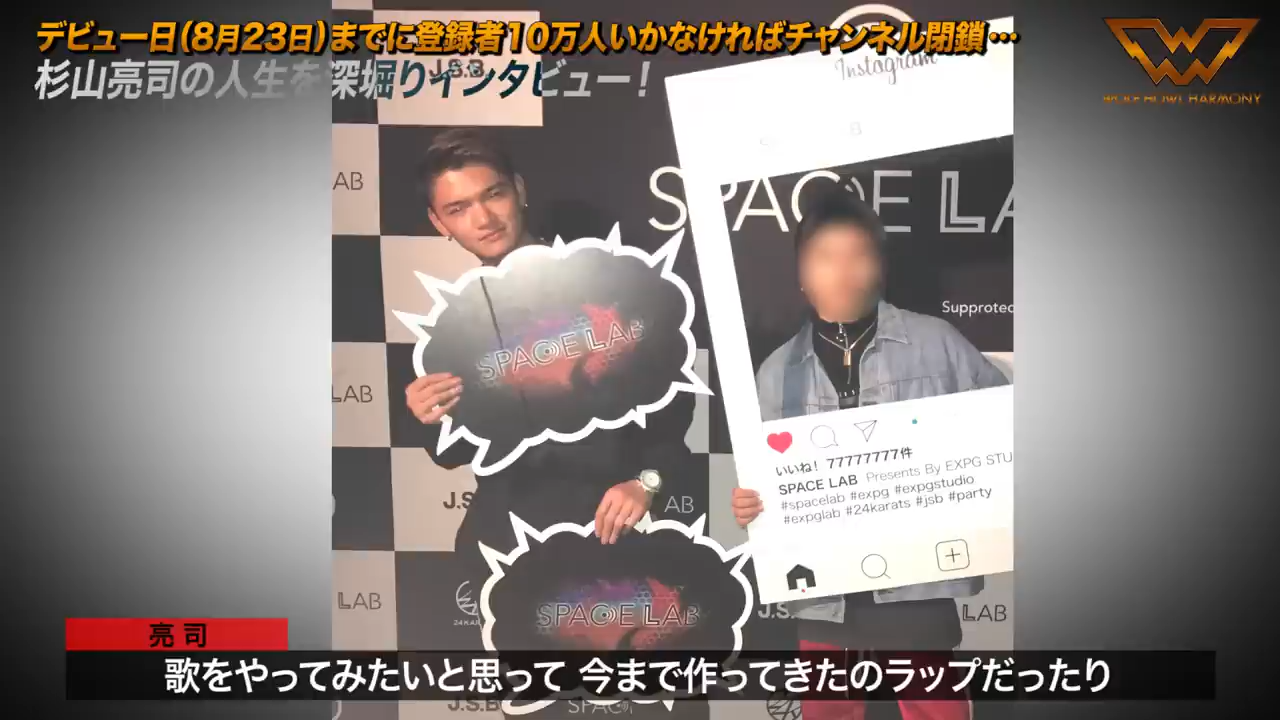 デビュー日(8月23日)までに登録者10万人いかなければチャンネル閉鎖…
杉山亮司の人生を深堀りインタビュー！
WOLF HOWL HARMONY
J.S.B
Instagram
AB
SPACE LAB
Supported
SPACE LAB
LAB
いいね！ 77777777件
SPACE LAB Presents By EXPG STU
#spacelab #expg #expgstudio
#expglab #24karats #jsb #party
J.S.
AB
LAB
SPACE LAB
J.S.
LAB
亮司
歌をやってみたいと思って 今まで作ってきたのラップだったり
J.S.B